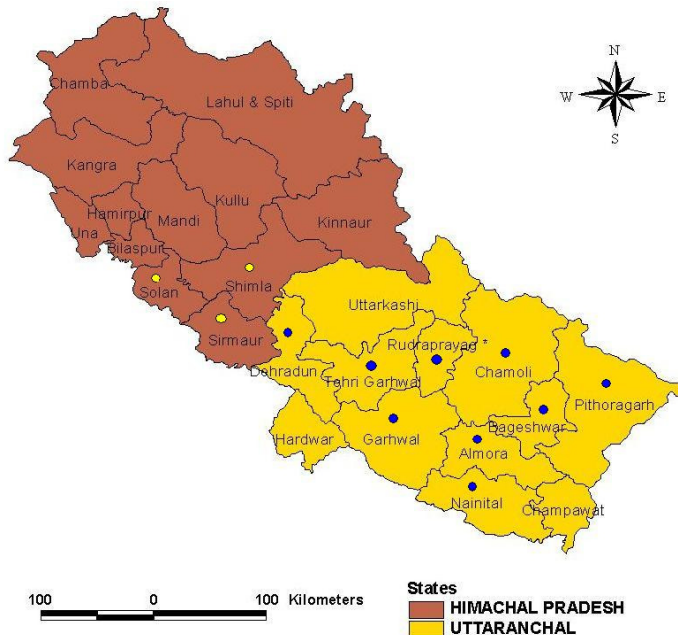 N
W E
S
Chamba
Lahul & Spiti
Kangra
Kullu
Hamirpur
Mandi
Kinnaur
Una
Bilaspur
Shimla
Solan
Uttarkashi
Sirmaur
Rudraprayag *
Chamoli
Dehradun
Tehri Garhwal
Pithoragarh
Bageshwar
Hardwar
Garhwal
Almora
Nainital
Champawat
100 0 100 Kilometers
States
HIMACHAL PRADESH
UTTARANCHAL